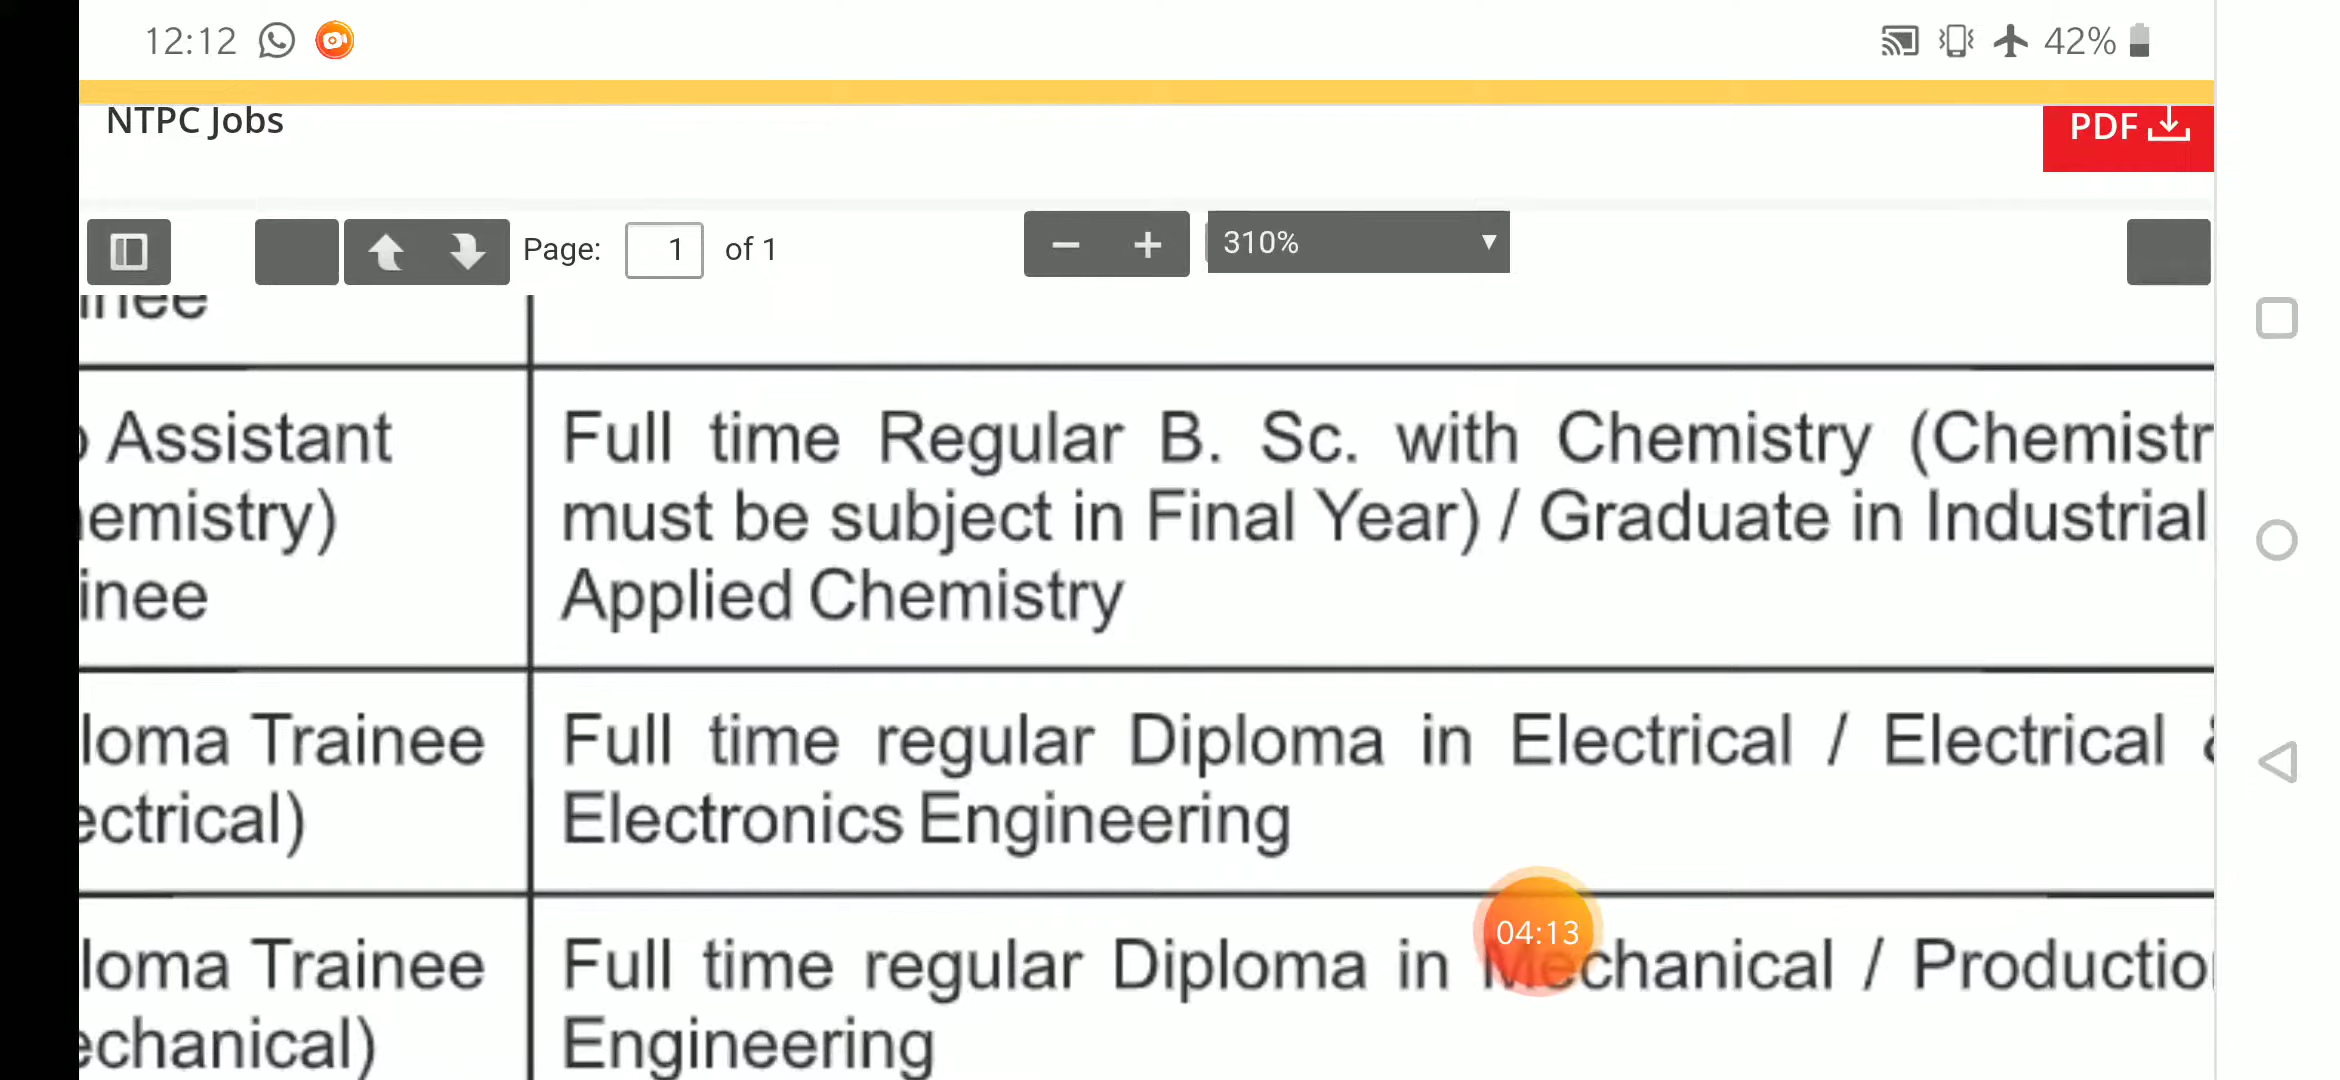 12:12
42%
NTPC Jobs
PDF
Page: 1 of 1
310%
inee
Assistant
emistry)
inee
Full time Regular B. Sc. with Chemistry (Chemistr
must be subject in Final Year) / Graduate in Industrial
Applied Chemistry
loma Trainee
ectrical)
Full time regular Diploma in Electrical / Electrical &
Electronics Engineering
04:13
loma Trainee
echanical)
Full time regular Diploma in Mechanical / Productio
Engineering